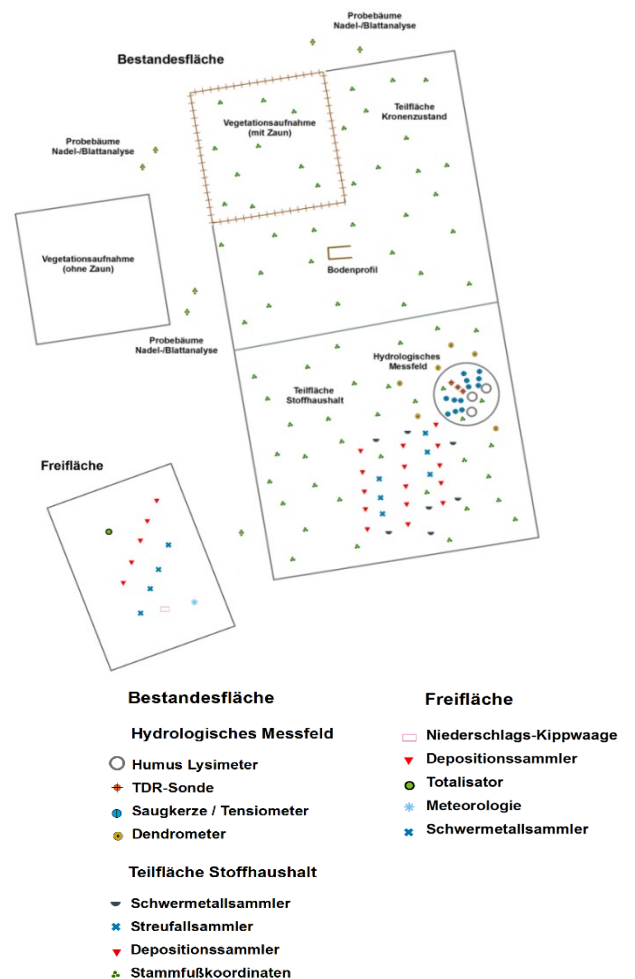 Probebäume
Nadel-/Blattanalyse
Bestandesfläche
Vegetationsaufnahme
(mit Zaun)
Teilfläche
Kronenzustand
Probebäume
Nadel-/Blattanalyse
Vegetationsaufnahme
(ohne Zaun)
Bodenprofil
Probebäume
Nadel-/Blattanalyse
Hydrologisches
Messfeld
Teilfläche
Stoffhaushalt
Freifläche
Bestandesfläche
Hydrologisches Messfeld
Humus Lysimeter
TDR-Sonde
Saugkerze / Tensiometer
Dendrometer
Teilfläche Stoffhaushalt
Schwermetallsammler
Streufallsammler
Depositionssammler
Stammfußkoordinaten
Freifläche
Niederschlags-Kippwaage
Depositionssammler
Totalisator
Meteorologie
Schwermetallsammler